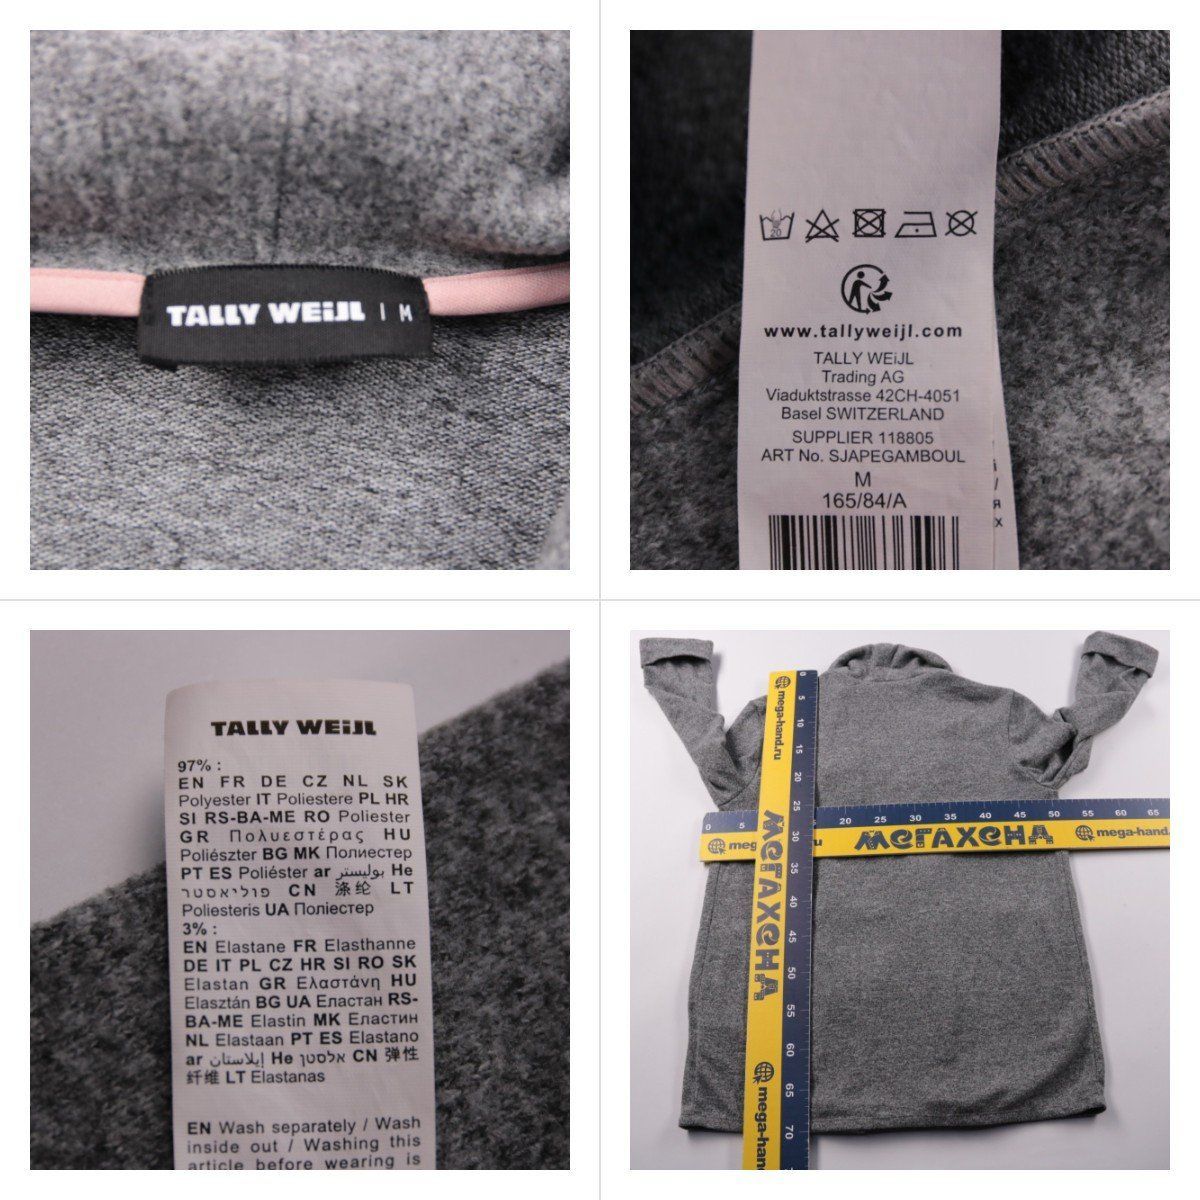 TALLY WEiJL | M
20
www.tallyweijl.com
TALLY WEiJL
Trading AG
Viaduktstrasse 42CH-4051
Basel SWITZERLAND
SUPPLIER 118805
ART No. SJAPEGAMBOUL
M
165/84/A
TALLY WEiJL
97% :
EN FR DE CZ NL SK
Polyester IT Poliestere PL HR
SI RS-BA-ME RO Poliester
GR Πολυεστέρας HU
Poliészter BG MK Полиестер
PT ES Poliéster ar بوليستر He
פוליאסטר CN 涤纶 LT
Poliesteris UA Поліестер
3% :
EN Elastane FR Elasthanne
DE IT PL CZ HR SI RO SK
Elastan GR Ελαστάνη HU
Elasztán BG UA Еластан RS-
BA-ME Elastin MK Еластин
NL Elastaan PT ES Elastano
ar إيلاستان He אלסטן CN 弹性
纤维 LT Elastanas
EN Wash separately / Wash
inside out / Washing this
article before wearing is
0 5 10 15 20 25 30 35 40 45 50 55 60 65 70
mega-hand.ru
МЕГАХЕНД
mega-hand
0 5 20 25 30 35 40 45 50 55 60 65
mega ru
МЕГАХЕНД
mega-hand.ru